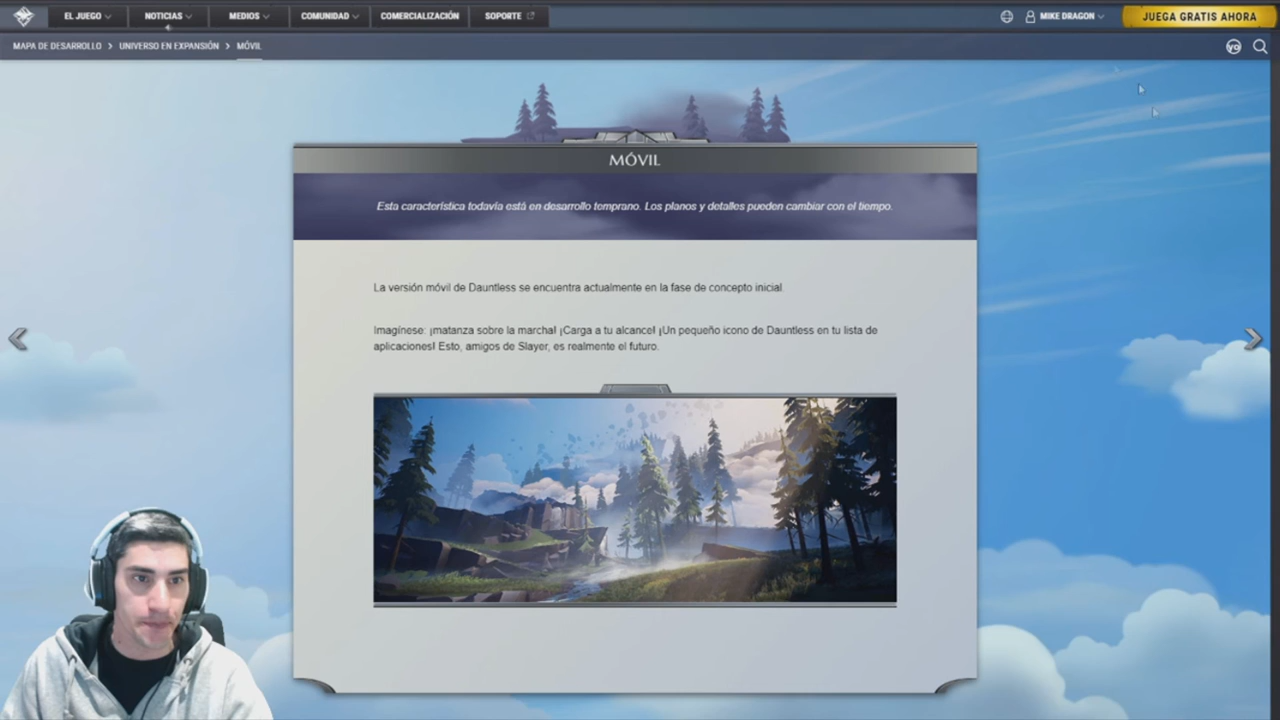 EL JUEGO
NOTICIAS
MEDIOS
COMUNIDAD
COMERCIALIZACIÓN
SOPORTE
MIKE DRAGON
JUEGA GRATIS AHORA
MAPA DE DESARROLLO > UNIVERSO EN EXPANSIÓN > MÓVIL
MÓVIL
Esta característica todavía está en desarrollo temprano. Los planos y detalles pueden cambiar con el tiempo.
La versión móvil de Dauntless se encuentra actualmente en la fase de concepto inicial.
Imagínese: ¡matanza sobre la marcha! ¡Carga a tu alcance! ¡Un pequeño icono de Dauntless en tu lista de
aplicaciones! Esto, amigos de Slayer, es realmente el futuro.